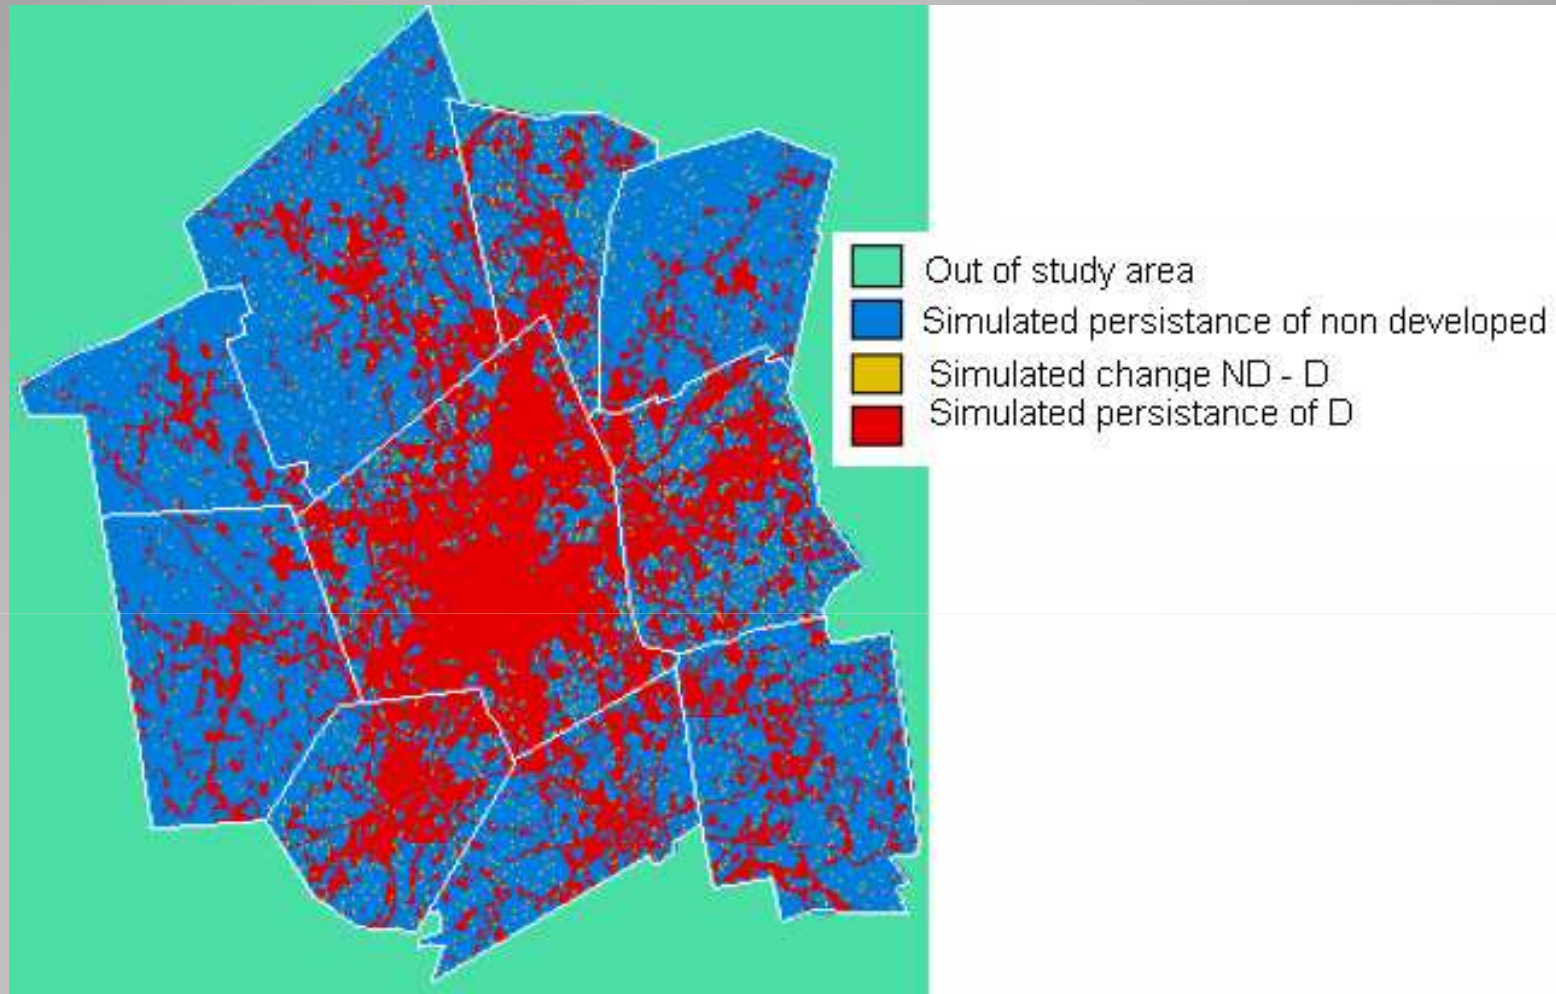 Out of study area
Simulated persistance of non developed
Simulated change ND - D
Simulated persistance of D